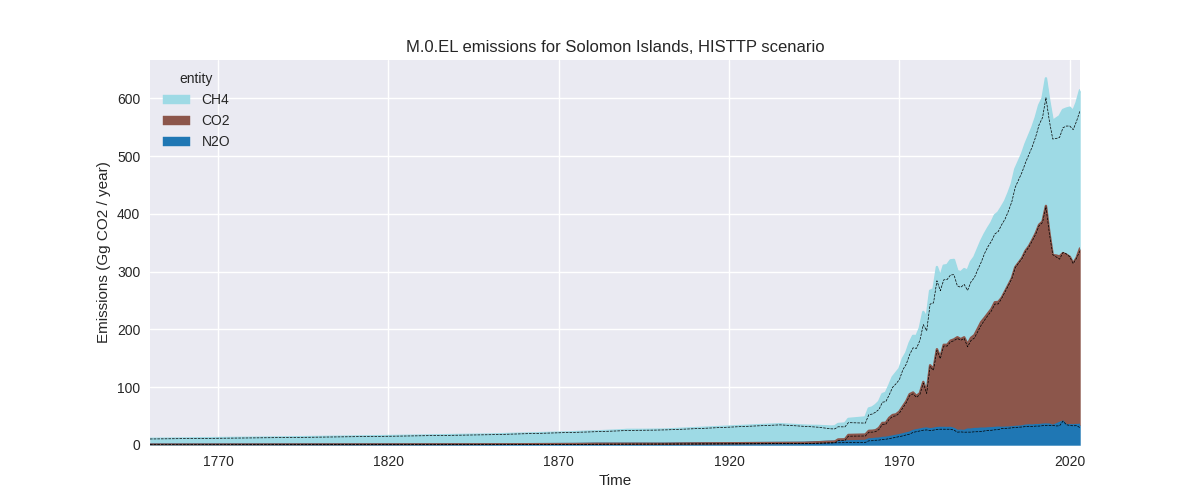 M.0.EL emissions for Solomon Islands, HISTTP scenario
entity
CH4
CO2
N2O
Emissions (Gg CO2 / year)
600
500
400
300
200
100
0
1770
1820
1870
1920
1970
2020
Time